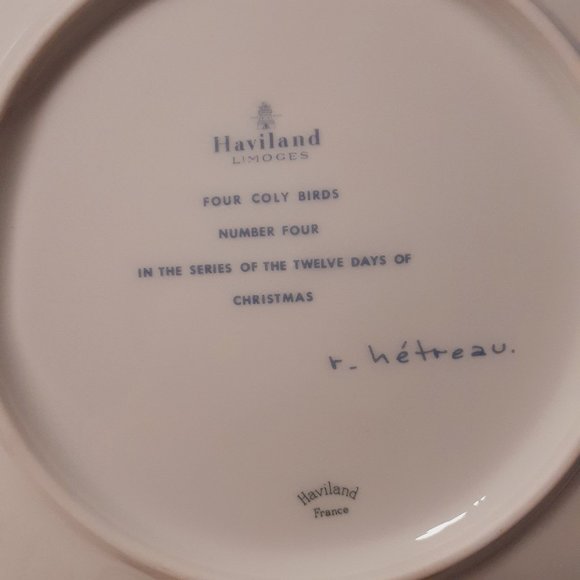 Haviland
LIMOGES
FOUR COLY BIRDS
NUMBER FOUR
IN THE SERIES OF THE TWELVE DAYS OF
CHRISTMAS
r. hétreau.
Haviland
France